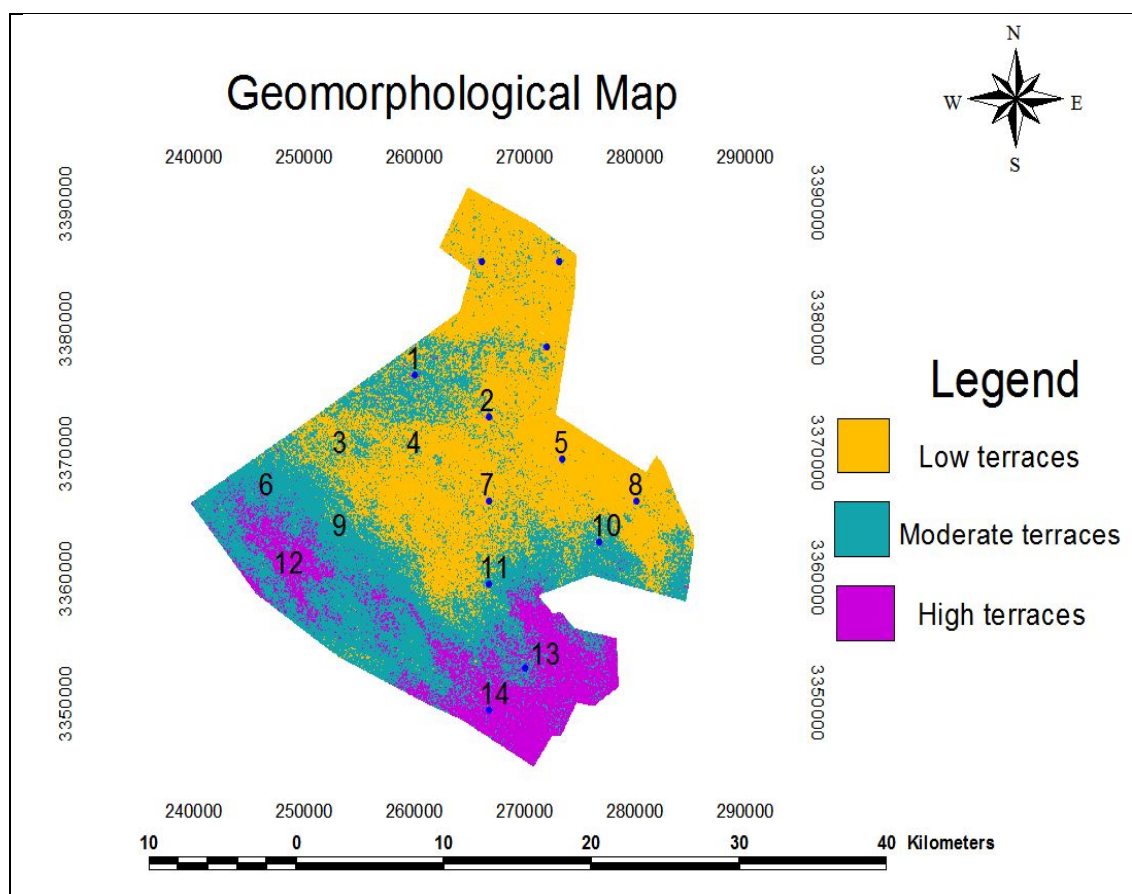 N
Geomorphological Map
W E
S
240000 250000 260000 270000 280000 290000
3390000 3390000
3380000 3380000
1
Legend
2
3 4 5
3370000 3370000
Low terraces
6 7 8
9 10
Moderate terraces
12 11
3360000 3360000
High terraces
13
14
3350000 3350000
240000 250000 260000 270000 280000 290000
10 0 10 20 30 40 Kilometers